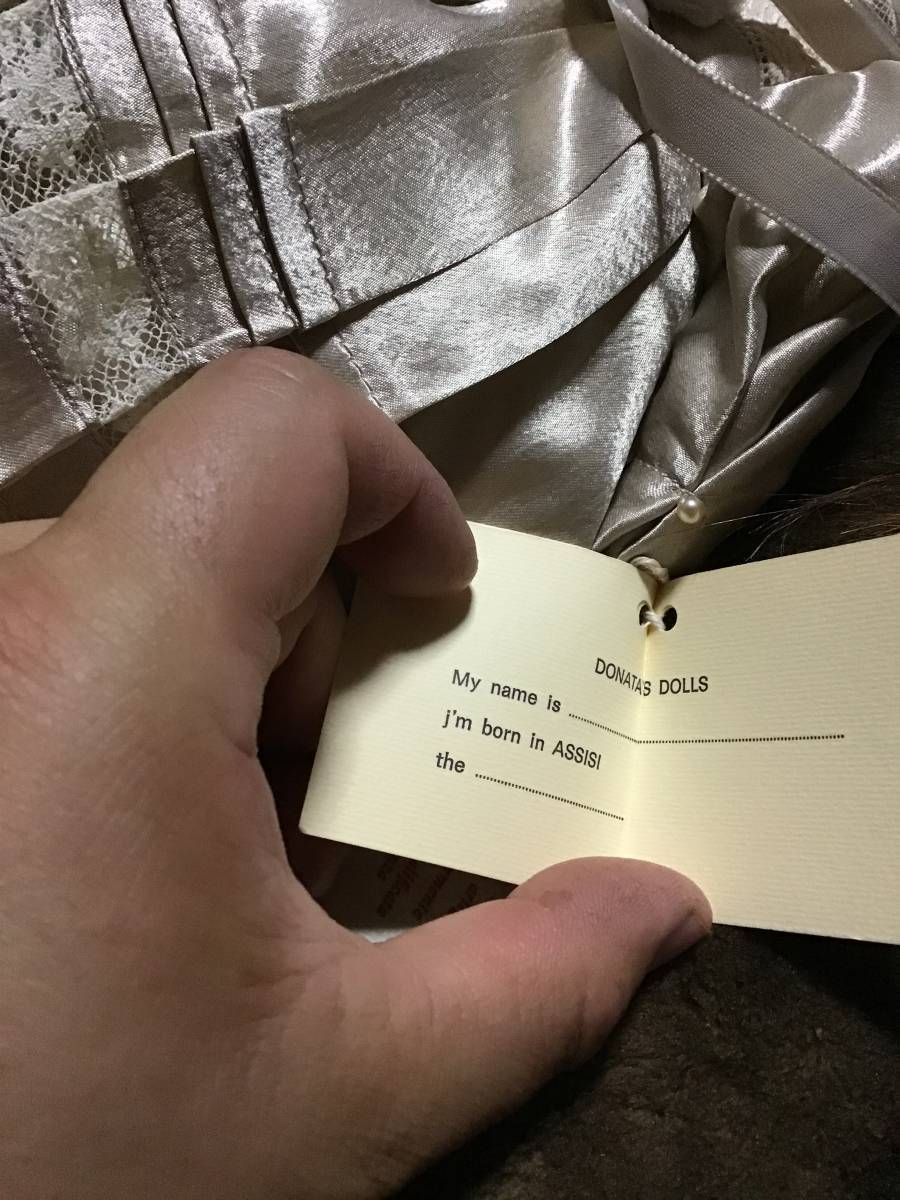 DONATA'S DOLLS
My name is ......................................................
j'm born in ASSISI
the ..............................